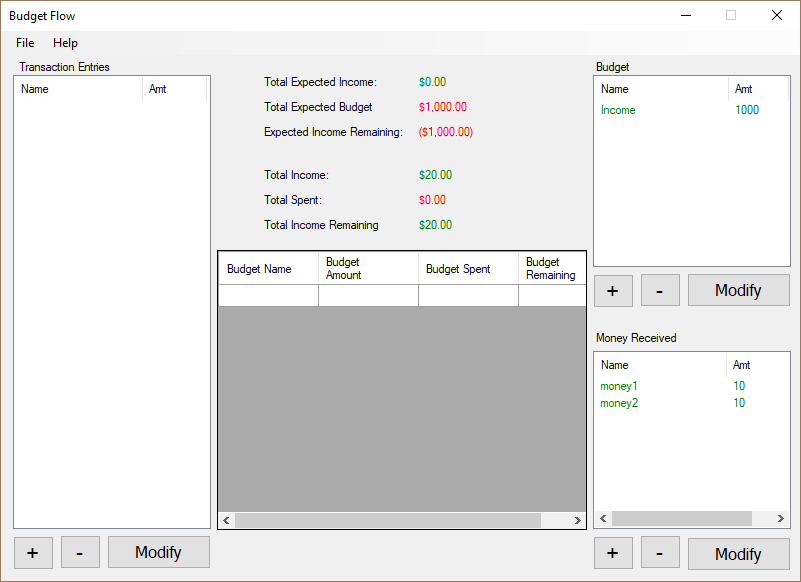 Budget Flow
File Help
Transaction Entries
Name Amt
+ - Modify
Total Expected Income: $0.00
Total Expected Budget $1,000.00
Expected Income Remaining: ($1,000.00)
Total Income: $20.00
Total Spent: $0.00
Total Income Remaining $20.00
Budget Name Budget Amount Budget Spent Budget Remaining
Budget
Name Amt
Income 1000
+ - Modify
Money Received
Name Amt
money1 10
money2 10
+ - Modify